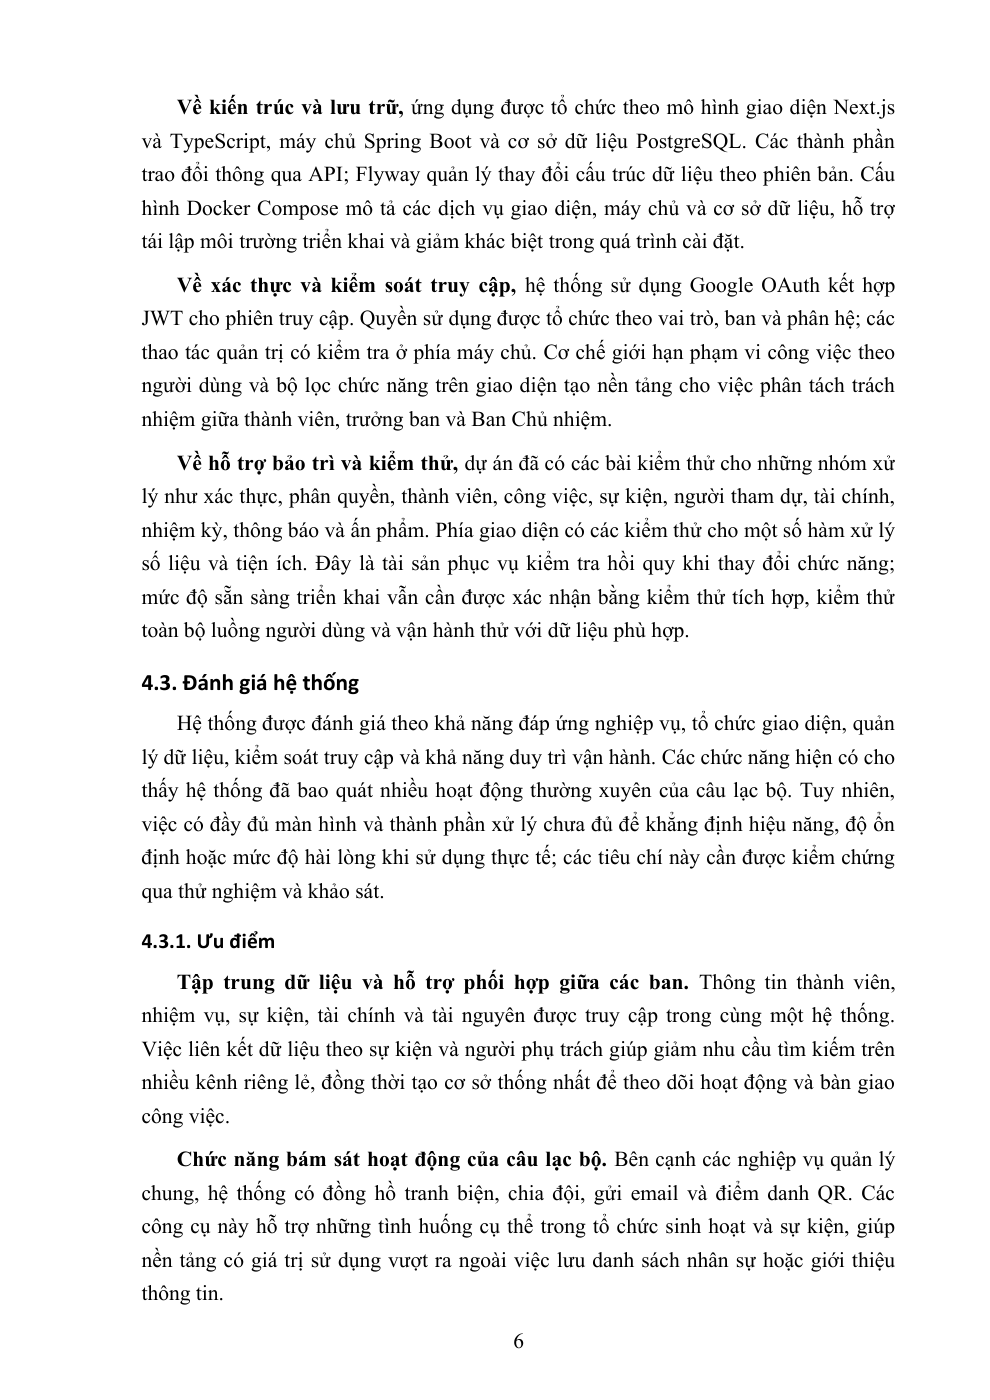 Về kiến trúc và lưu trữ, ứng dụng được tổ chức theo mô hình giao diện Next.js
và TypeScript, máy chủ Spring Boot và cơ sở dữ liệu PostgreSQL. Các thành phần
trao đổi thông qua API; Flyway quản lý thay đổi cấu trúc dữ liệu theo phiên bản. Cấu
hình Docker Compose mô tả các dịch vụ giao diện, máy chủ và cơ sở dữ liệu, hỗ trợ
tái lập môi trường triển khai và giảm khác biệt trong quá trình cài đặt.
Về xác thực và kiểm soát truy cập, hệ thống sử dụng Google OAuth kết hợp
JWT cho phiên truy cập. Quyền sử dụng được tổ chức theo vai trò, ban và phân hệ; các
thao tác quản trị có kiểm tra ở phía máy chủ. Cơ chế giới hạn phạm vi công việc theo
người dùng và bộ lọc chức năng trên giao diện tạo nền tảng cho việc phân tách trách
nhiệm giữa thành viên, trưởng ban và Ban Chủ nhiệm.
Về hỗ trợ bảo trì và kiểm thử, dự án đã có các bài kiểm thử cho những nhóm xử
lý như xác thực, phân quyền, thành viên, công việc, sự kiện, người tham dự, tài chính,
nhiệm kỳ, thông báo và ấn phẩm. Phía giao diện có các kiểm thử cho một số hàm xử lý
số liệu và tiện ích. Đây là tài sản phục vụ kiểm tra hồi quy khi thay đổi chức năng;
mức độ sẵn sàng triển khai vẫn cần được xác nhận bằng kiểm thử tích hợp, kiểm thử
toàn bộ luồng người dùng và vận hành thử với dữ liệu phù hợp.
4.3. Đánh giá hệ thống
Hệ thống được đánh giá theo khả năng đáp ứng nghiệp vụ, tổ chức giao diện, quản
lý dữ liệu, kiểm soát truy cập và khả năng duy trì vận hành. Các chức năng hiện có cho
thấy hệ thống đã bao quát nhiều hoạt động thường xuyên của câu lạc bộ. Tuy nhiên,
việc có đầy đủ màn hình và thành phần xử lý chưa đủ để khẳng định hiệu năng, độ ổn
định hoặc mức độ hài lòng khi sử dụng thực tế; các tiêu chí này cần được kiểm chứng
qua thử nghiệm và khảo sát.
4.3.1. Ưu điểm
Tập trung dữ liệu và hỗ trợ phối hợp giữa các ban. Thông tin thành viên,
nhiệm vụ, sự kiện, tài chính và tài nguyên được truy cập trong cùng một hệ thống.
Việc liên kết dữ liệu theo sự kiện và người phụ trách giúp giảm nhu cầu tìm kiếm trên
nhiều kênh riêng lẻ, đồng thời tạo cơ sở thống nhất để theo dõi hoạt động và bàn giao
công việc.
Chức năng bám sát hoạt động của câu lạc bộ. Bên cạnh các nghiệp vụ quản lý
chung, hệ thống có đồng hồ tranh biện, chia đội, gửi email và điểm danh QR. Các
công cụ này hỗ trợ những tình huống cụ thể trong tổ chức sinh hoạt và sự kiện, giúp
nền tảng có giá trị sử dụng vượt ra ngoài việc lưu danh sách nhân sự hoặc giới thiệu
thông tin.
6